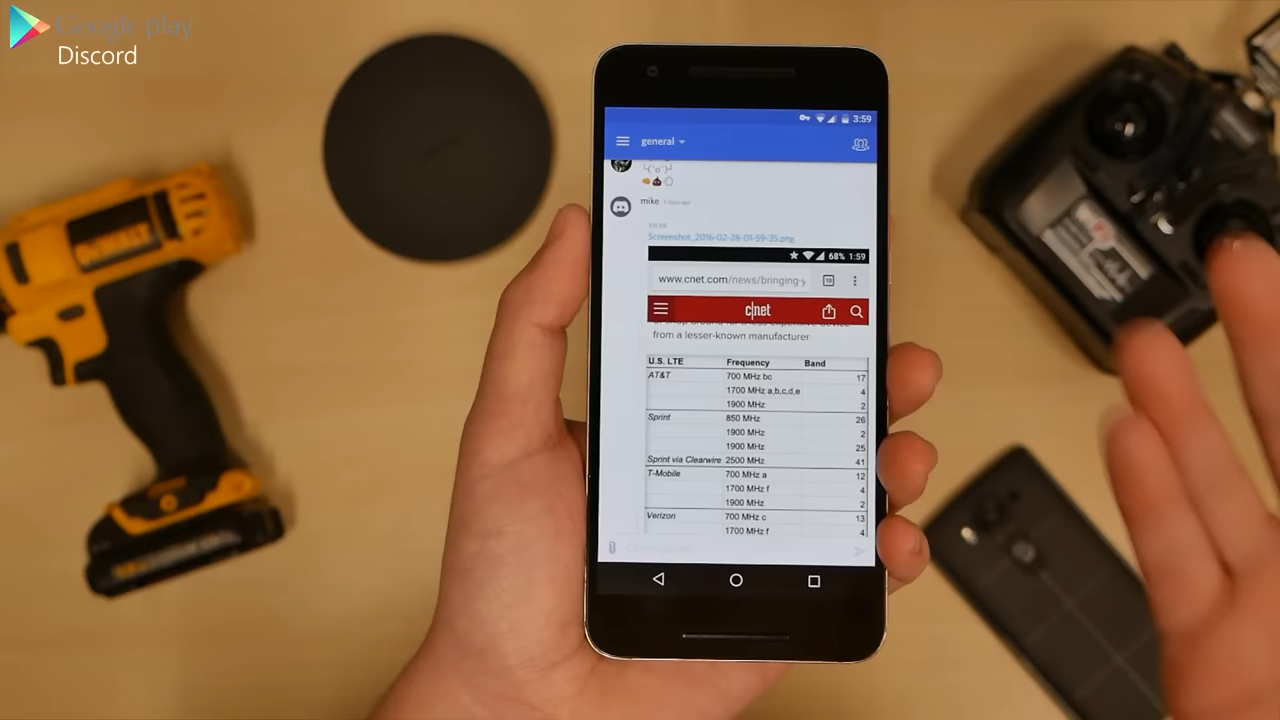 Google play
Discord
DEWALT
3:59
general
mike
Screenshot_2016-02-28-01-59-35.png
68% 1:59
www.cnet.com/news/bringing-y
c|net
from a lesser-known manufacturer
U.S. LTE Frequency Band
AT&T 700 MHz bc 17
1700 MHz a,b,c,d,e 4
1900 MHz 2
Sprint 850 MHz 26
1900 MHz 2
1900 MHz 25
Sprint via Clearwire 2500 MHz 41
T-Mobile 700 MHz a 12
1700 MHz f 4
1900 MHz 2
Verizon 700 MHz c 13
1700 MHz f 4